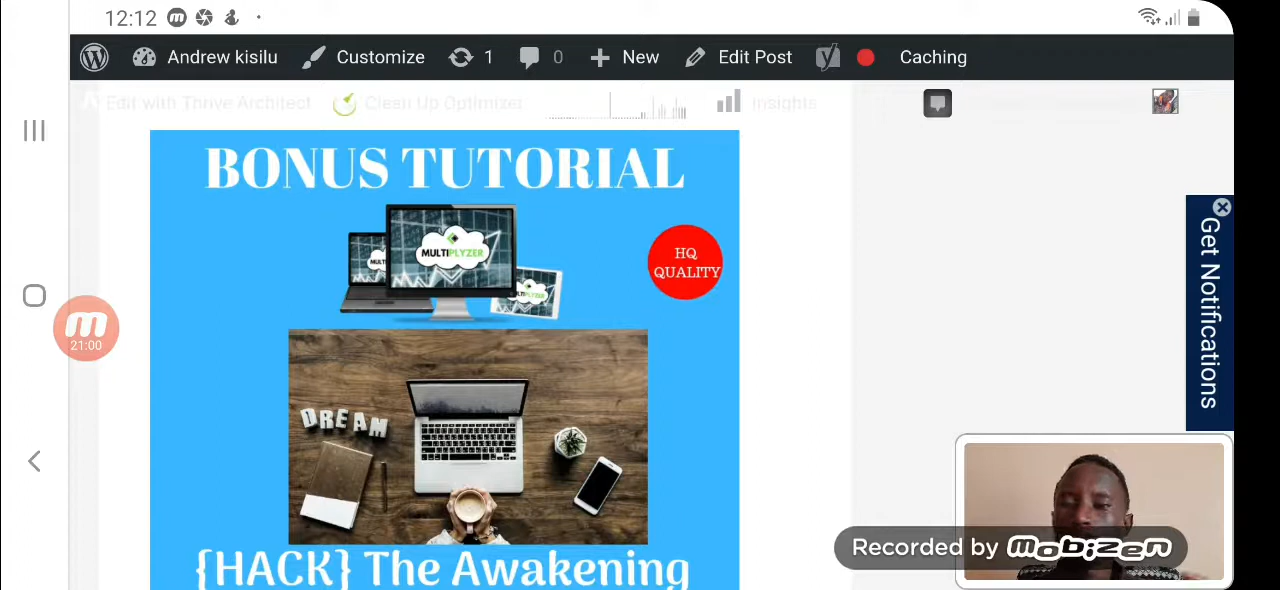 12:12
Andrew kisilu Customize 1 0 New Edit Post Caching
Edit with Thrive Architect Clean Up Optimizer Insights
BONUS TUTORIAL
MULTIPLYZER
HQ
QUALITY
DREAM
{HACK} The Awakening
Get Notifications
21:00
Recorded by mobizen